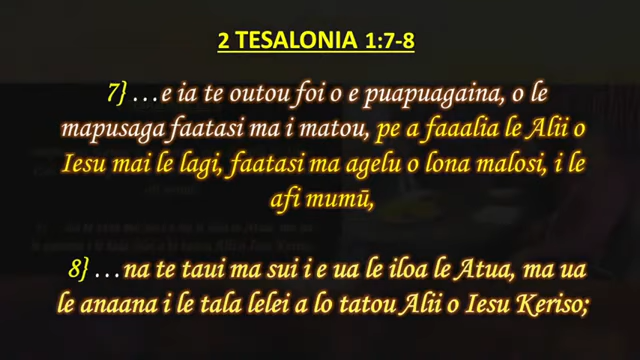 2 TESALONIA 1:7-8
7} …e ia te outou foi o e puapuagaina, o le
mapusaga faatasi ma i matou, pe a faaalia le Alii o
Iesu mai le lagi, faatasi ma agelu o lona malosi, i le
afi mumū,
8} …na te taui ma sui i e ua le iloa le Atua, ma ua
le anaana i le tala lelei a lo tatou Alii o Iesu Keriso;